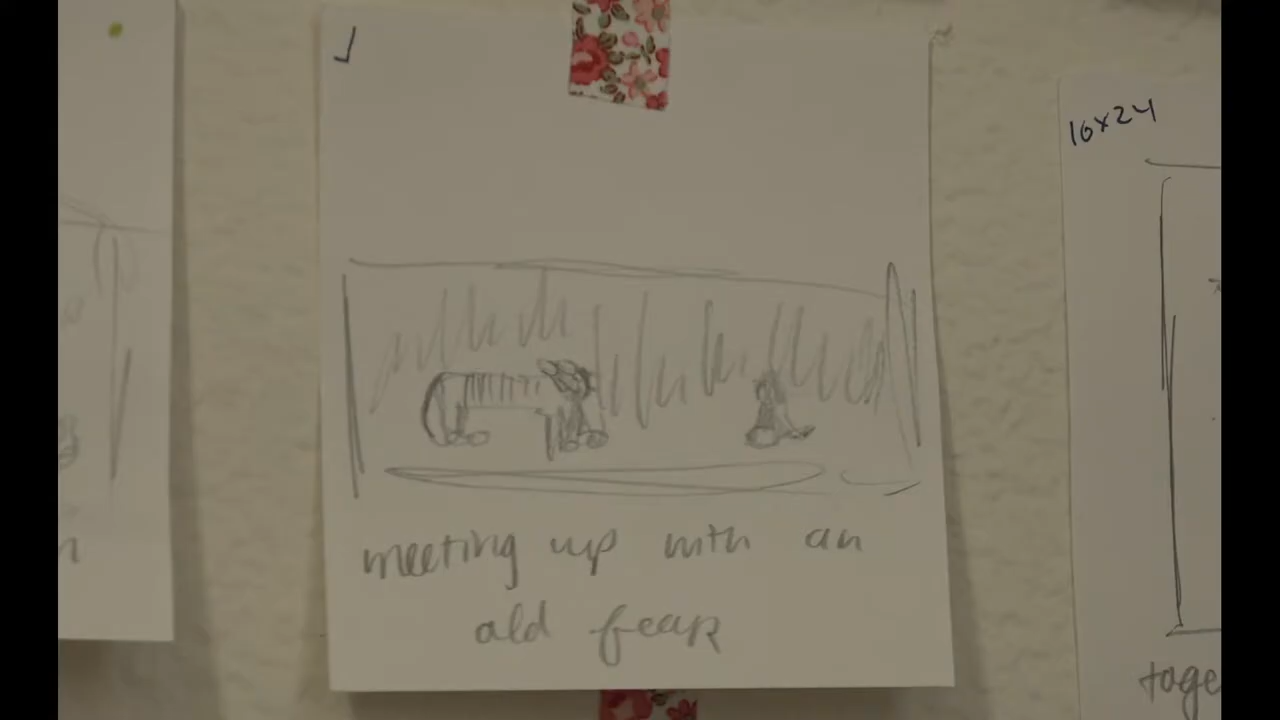 16x24
meeting up with an
old fear
toge